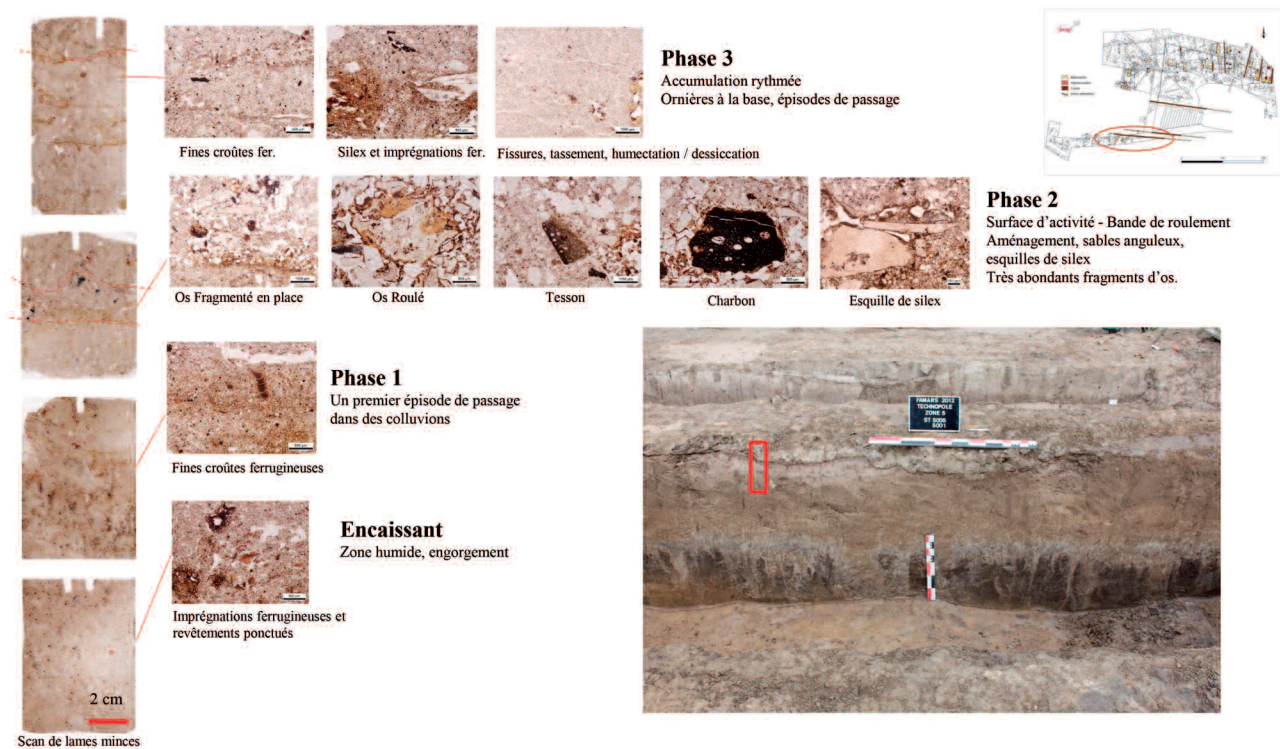 Phase 3
Accumulation rythmée
Ornières à la base, épisodes de passage
Fines croûtes fer.
Silex et imprégnations fer.
Fissures, tassement, humectation / dessiccation
Phase 2
Surface d’activité - Bande de roulement
Aménagement, sables anguleux,
esquilles de silex
Très abondants fragments d’os.
Os Fragmenté en place
Os Roulé
Tesson
Charbon
Esquille de silex
Phase 1
Un premier épisode de passage
dans des colluvions
Fines croûtes ferrugineuses
Encaissant
Zone humide, engorgement
Imprégnations ferrugineuses et
revêtements ponctués
2 cm
Scan de lames minces
FAMARS 2012
TECHNOPOLE
ZONE 5